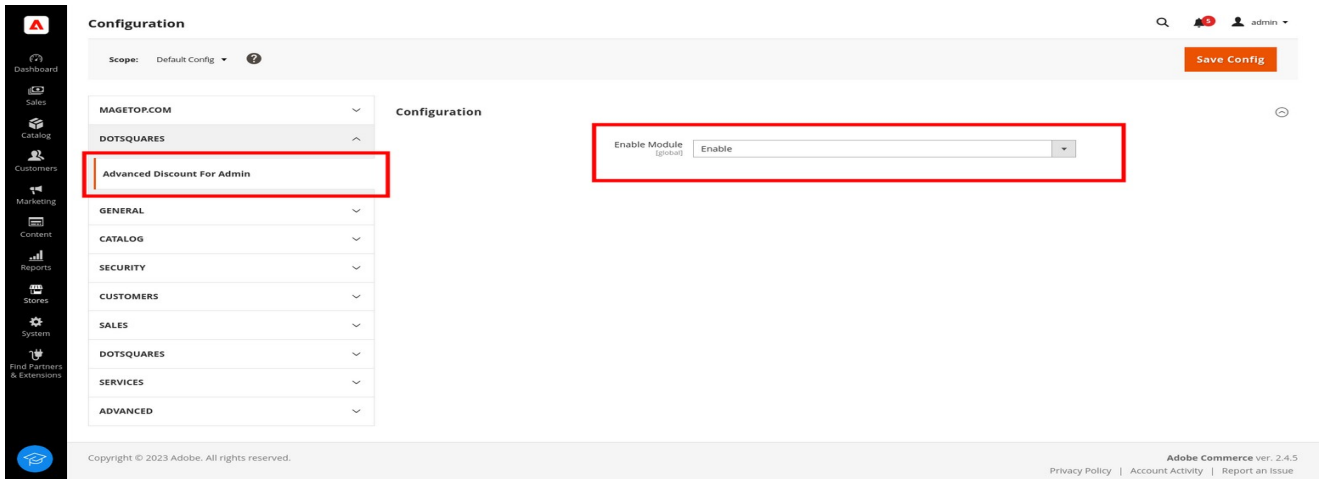 Configuration
5
admin
Scope: Default Config ?
Save Config
Dashboard
Sales
Catalog
Customers
Marketing
Content
Reports
Stores
System
Find Partners
& Extensions
MAGETOP.COM
DOTSQUARES
Advanced Discount For Admin
GENERAL
CATALOG
SECURITY
CUSTOMERS
SALES
DOTSQUARES
SERVICES
ADVANCED
Configuration
Enable Module
[global]
Enable
Copyright © 2023 Adobe. All rights reserved.
Adobe Commerce ver. 2.4.5
Privacy Policy | Account Activity | Report an Issue